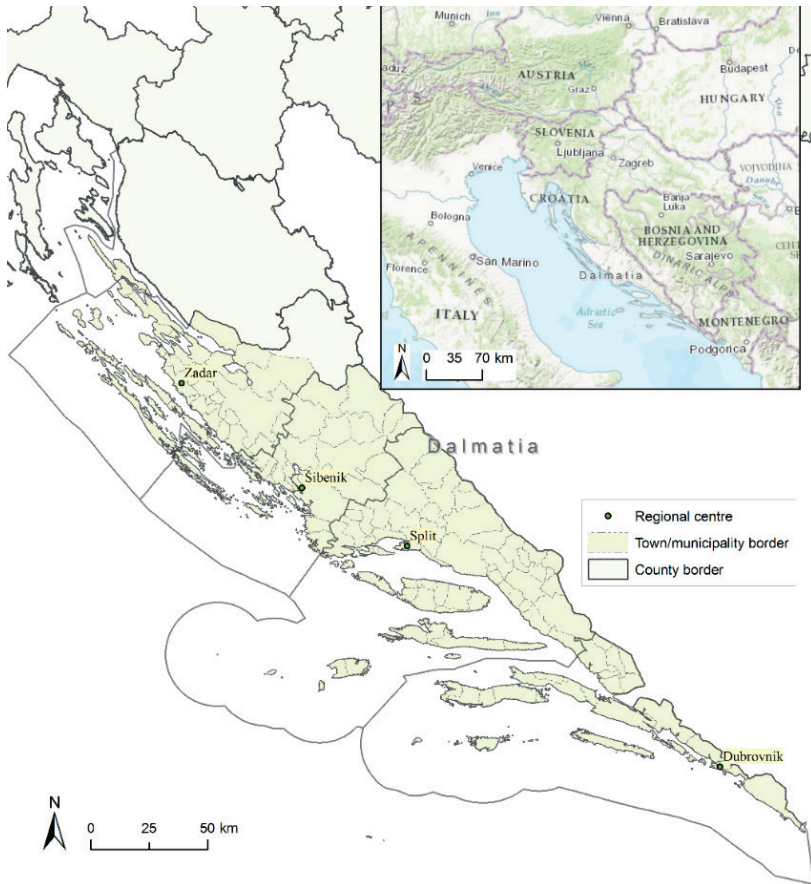 Munich
Vienna
Bratislava
AUSTRIA
Graz
Budapest
HUNGARY
SLOVENIA
Ljubljana
Zagreb
Venice
CROATIA
VOJVODINA
Danube
Banja
Luka
Bologna
BOSNIA AND
HERZEGOVINA
Sarajevo
San Marino
Florence
APENNINES
Dalmatia
DINARIC ALPS
Adriatic
Sea
ITALY
MONTENEGRO
Podgorica
N
0 35 70 km
Zadar
Dalmatia
Šibenik
Split
Regional centre
Town/municipality border
County border
Dubrovnik
N
0 25 50 km